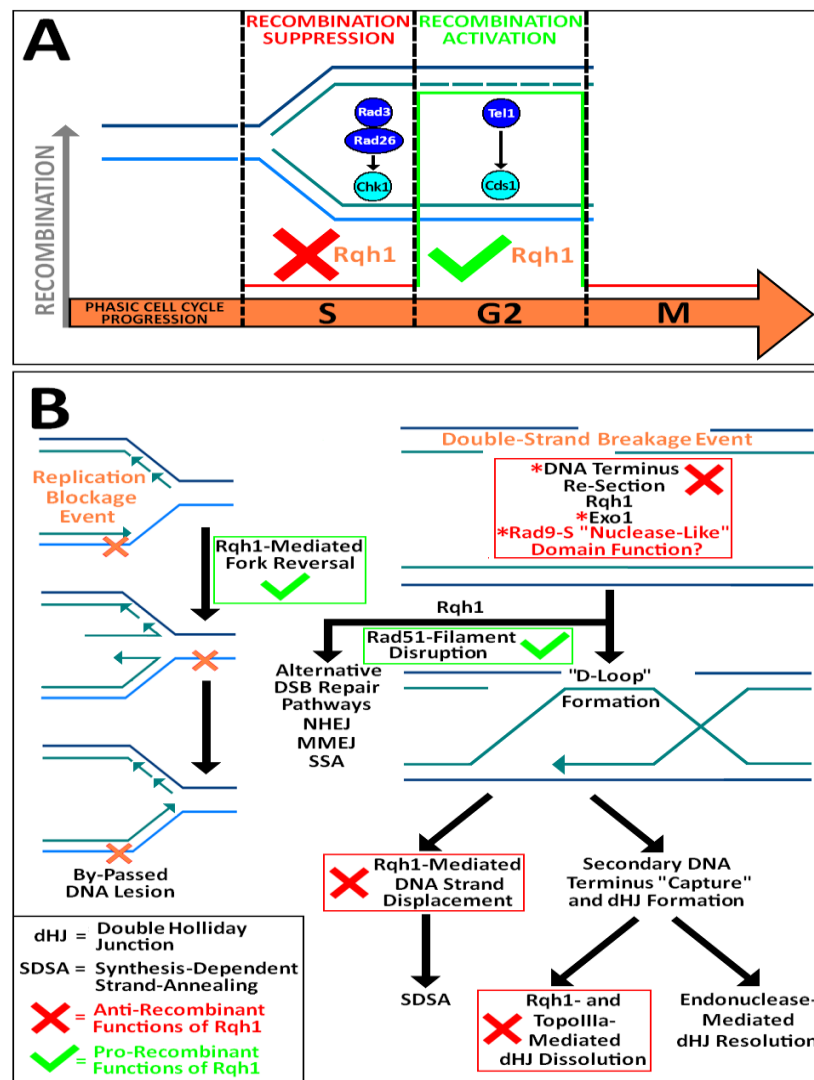 A
RECOMBINATION
SUPPRESSION
RECOMBINATION
ACTIVATION
RECOMBINATION
Rad3
Rad26
Chk1
Tel1
Cds1
Rqh1
Rqh1
PHASIC CELL CYCLE
PROGRESSION
S
G2
M
B
Replication
Blockage
Event
Rqh1-Mediated
Fork Reversal
By-Passed
DNA Lesion
Double-Strand Breakage Event
*DNA Terminus
Re-Section
Rqh1
*Exo1
*Rad9-S "Nuclease-Like"
Domain Function?
Rqh1
Rad51-Filament
Disruption
Alternative
DSB Repair
Pathways
NHEJ
MMEJ
SSA
"D-Loop"
Formation
Rqh1-Mediated
DNA Strand
Displacement
SDSA
Secondary DNA
Terminus "Capture"
and dHJ Formation
Rqh1- and
TopoIIIa-
Mediated
dHJ Dissolution
Endonuclease-
Mediated
dHJ Resolution
dHJ = Double Holliday
Junction
SDSA = Synthesis-Dependent
Strand-Annealing
= Anti-Recombinant
Functions of Rqh1
= Pro-Recombinant
Functions of Rqh1